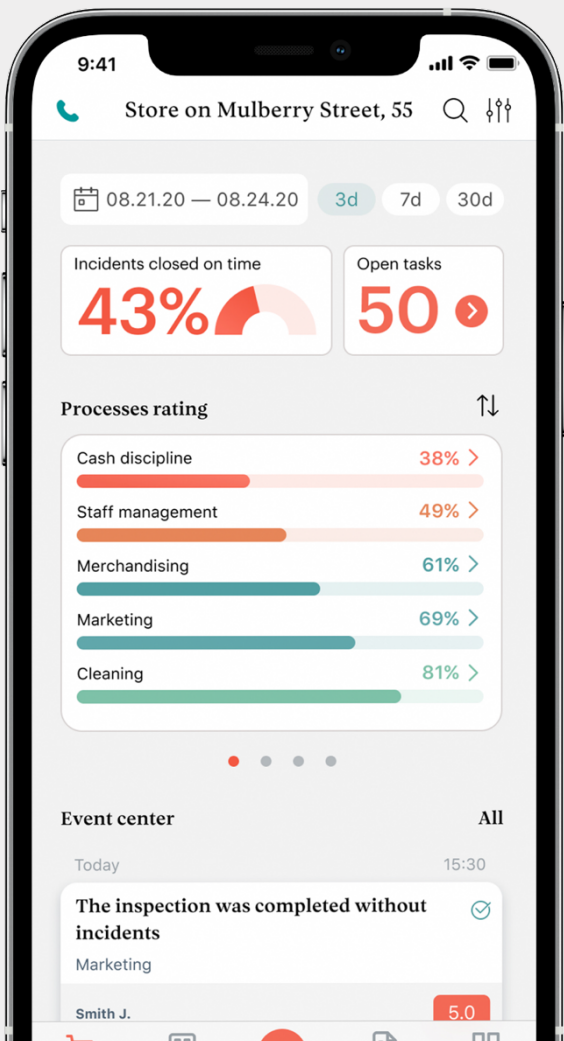 9:41
Store on Mulberry Street, 55
08.21.20 — 08.24.20
3d
7d
30d
Incidents closed on time
43%
Open tasks
50
Processes rating
Cash discipline
38%
Staff management
49%
Merchandising
61%
Marketing
69%
Cleaning
81%
Event center
All
Today
15:30
The inspection was completed without
incidents
Marketing
Smith J.
5.0